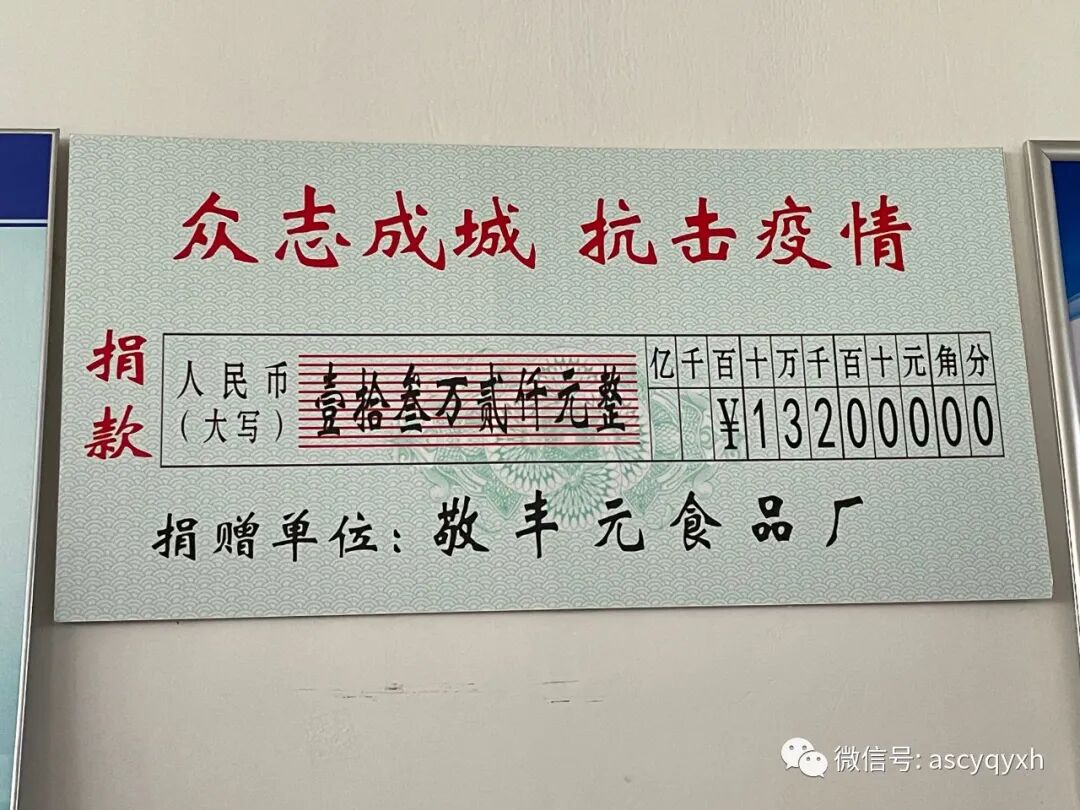 众志成城 抗击疫情
捐款
人民币
(大写)
壹拾叁万贰仟元整
亿千百十万千百十元角分
¥13200000
捐赠单位:敬丰元食品厂
微信号: ascyqyxh